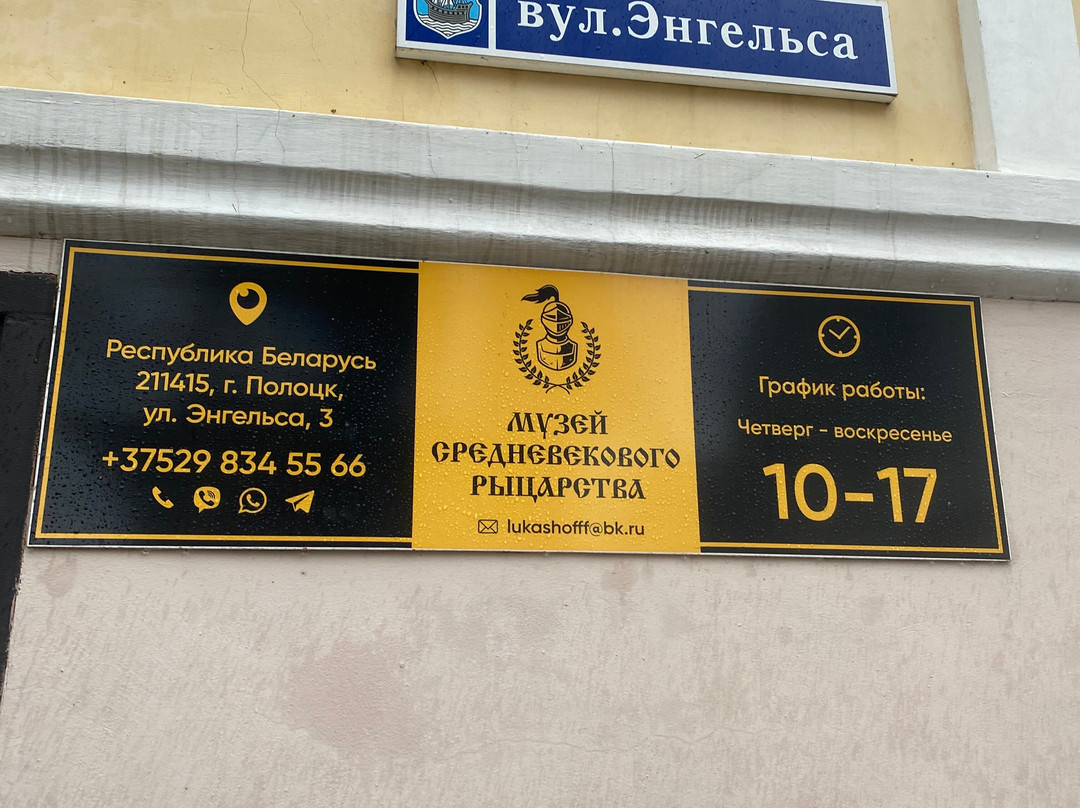 вул.Энгельса
Республика Беларусь
211415, г. Полоцк,
ул. Энгельса, 3
+37529 834 55 66
МУЗЕЙ
СРЕДНЕВЕКОВОГО
РЫЦАРСТВА
lukashofff@bk.ru
График работы:
Четверг - воскресенье
10-17